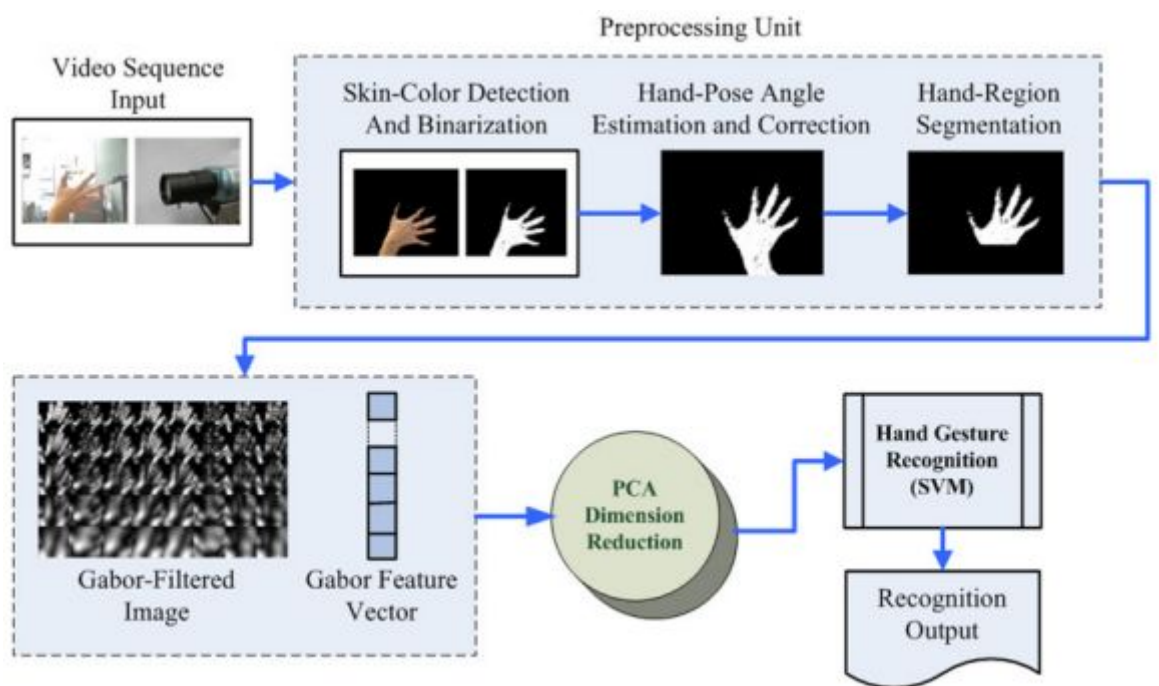 Preprocessing Unit
Video Sequence
Input
Skin-Color Detection
And Binarization
Hand-Pose Angle
Estimation and Correction
Hand-Region
Segmentation
Gabor-Filtered
Image
Gabor Feature
Vector
PCA
Dimension
Reduction
Hand Gesture
Recognition
(SVM)
Recognition
Output